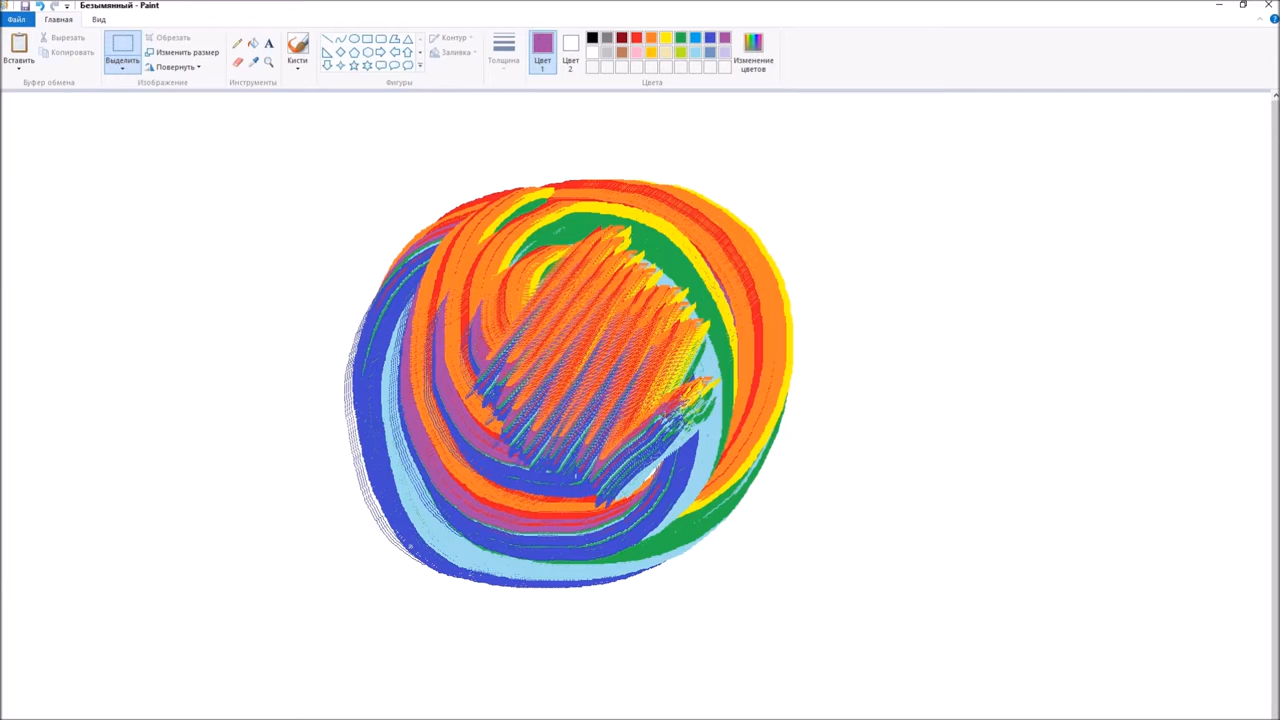 Безымянный - Paint
Файл Главная Вид
Вставить
Вырезать
Копировать
Буфер обмена
Выделить
Обрезать
Изменить размер
Повернуть
Изображение
A
Инструменты
Кисти
Контур
Заливка
Фигуры
Толщина
Цвет 1
Цвет 2
Изменение цветов
Цвета